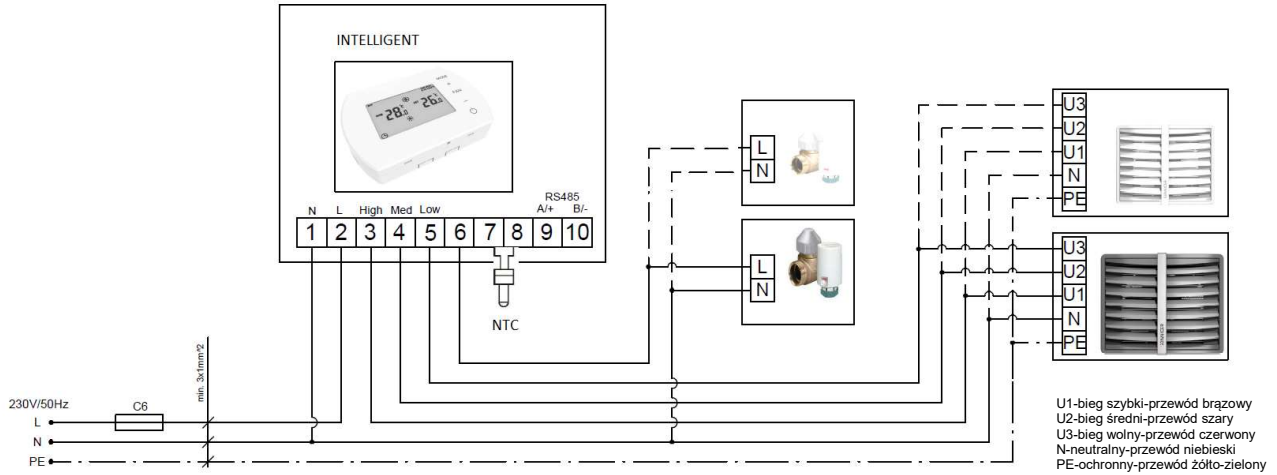 INTELLIGENT
28.0 26.0
RS485
N L High Med Low A/+ B/-
1 2 3 4 5 6 7 8 9 10
NTC
L
N
L
N
U3
U2
U1
N
PE
U3
U2
U1
N
PE
min. 3x1mm^2
230V/50Hz
C6
L
N
PE
U1-bieg szybki-przewód brązowy
U2-bieg średni-przewód szary
U3-bieg wolny-przewód czerwony
N-neutralny-przewód niebieski
PE-ochronny-przewód żółto-zielony